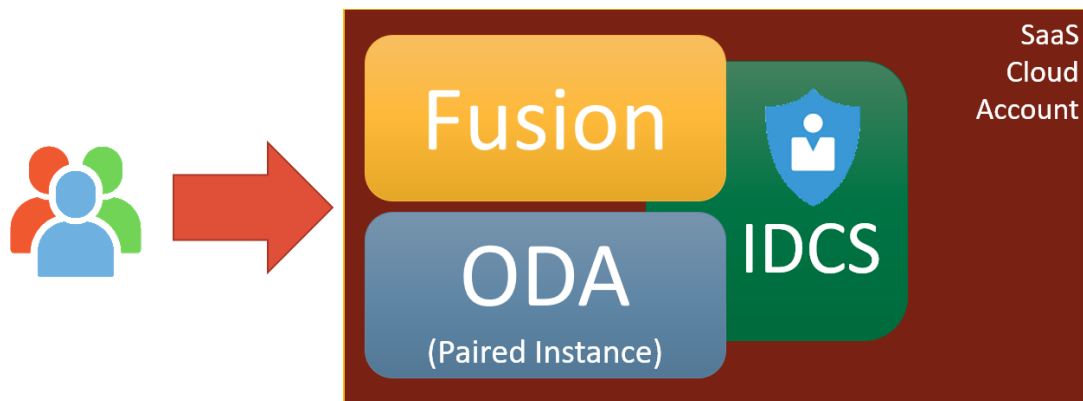 SaaS
Cloud
Account
Fusion
IDCS
ODA
(Paired Instance)